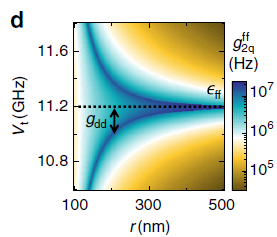 d
g_2q^ff
(Hz)
11.6
11.2
10.8
V_t (GHz)
ϵ_ff
g_dd
10^7
10^6
10^5
100 300 500
r (nm)